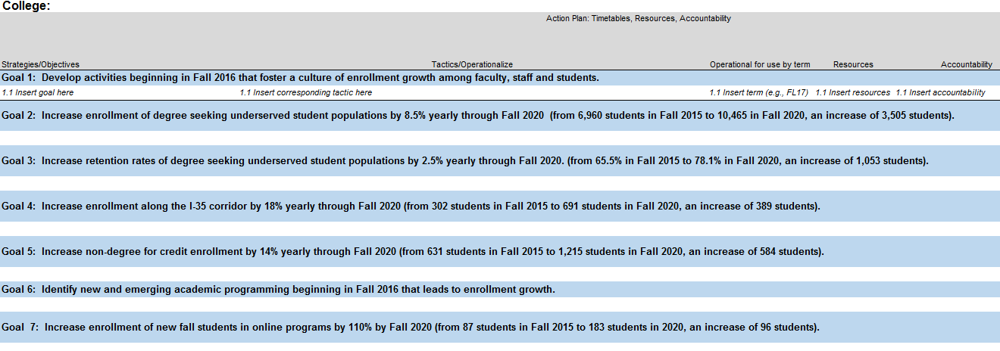 College:
Action Plan: Timetables, Resources, Accountability
Strategies/Objectives Tactics/Operationalize Operational for use by term Resources Accountability
Goal 1:  Develop activities beginning in Fall 2016 that foster a culture of enrollment growth among faculty, staff and students.
1.1 Insert goal here 1.1 Insert corresponding tactic here 1.1 Insert term (e.g., FL17) 1.1 Insert resources 1.1 Insert accountability
Goal 2:  Increase enrollment of degree seeking underserved student populations by 8.5% yearly through Fall 2020  (from 6,960 students in Fall 2015 to 10,465 in Fall 2020, an increase of 3,505 students).
Goal 3:  Increase retention rates of degree seeking underserved student populations by 2.5% yearly through Fall 2020. (from 65.5% in Fall 2015 to 78.1% in Fall 2020, an increase of 1,053 students).
Goal 4:  Increase enrollment along the I-35 corridor by 18% yearly through Fall 2020 (from 302 students in Fall 2015 to 691 students in Fall 2020, an increase of 389 students).
Goal 5:  Increase non-degree for credit enrollment by 14% yearly through Fall 2020 (from 631 students in Fall 2015 to 1,215 students in Fall 2020, an increase of 584 students).
Goal 6:  Identify new and emerging academic programming beginning in Fall 2016 that leads to enrollment growth.
Goal  7:  Increase enrollment of new fall students in online programs by 110% by Fall 2020 (from 87 students in Fall 2015 to 183 students in 2020, an increase of 96 students).